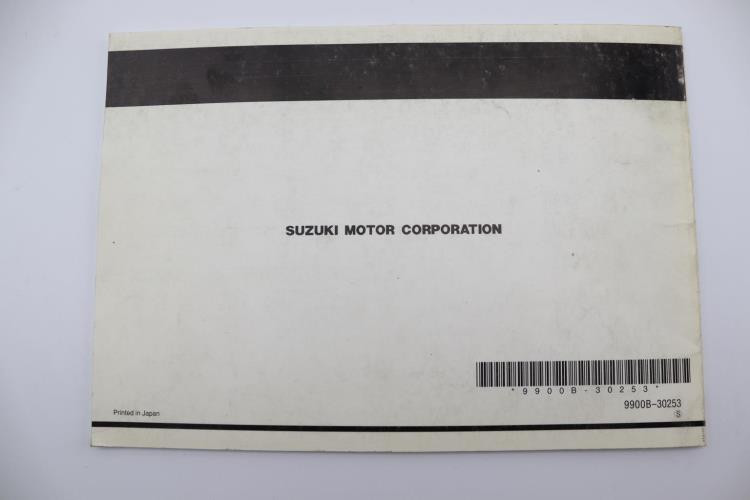 SUZUKI MOTOR CORPORATION
*9900B-30253*
9900B-30253
Printed in Japan
Ⓢ